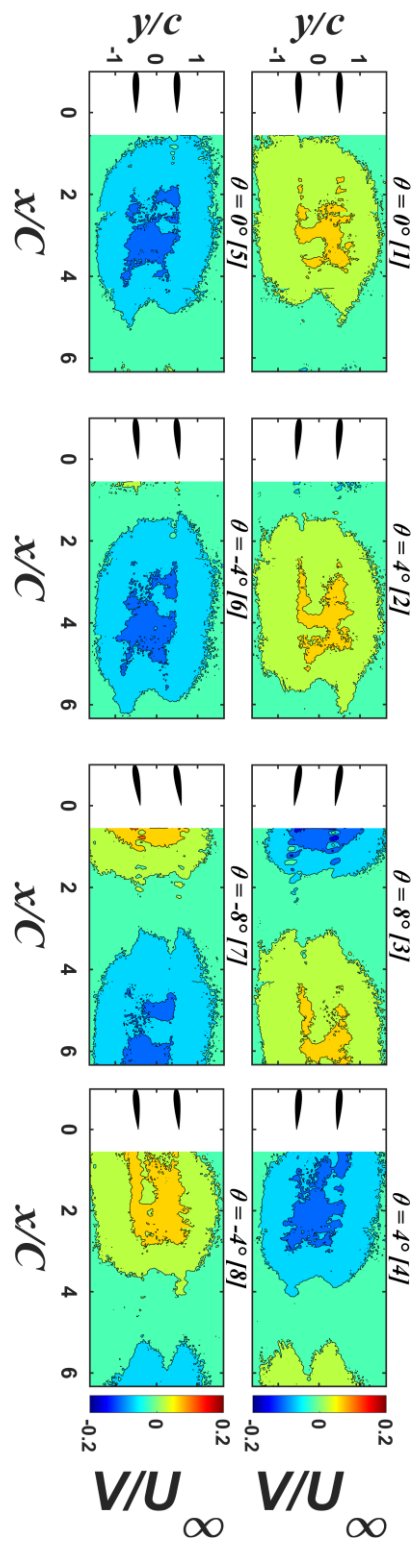 θ = 0° [1]
θ = 4° [2]
θ = 8° [3]
θ = 4° [4]
y/c
1
0
-1
0.2
0
-0.2
V/U∞
θ = 0° [5]
θ = -4° [6]
θ = -8° [7]
θ = -4° [8]
y/c
1
0
-1
0.2
0
-0.2
V/U∞
0 2 4 6
0 2 4 6
0 2 4 6
0 2 4 6
x/C
x/C
x/C
x/C